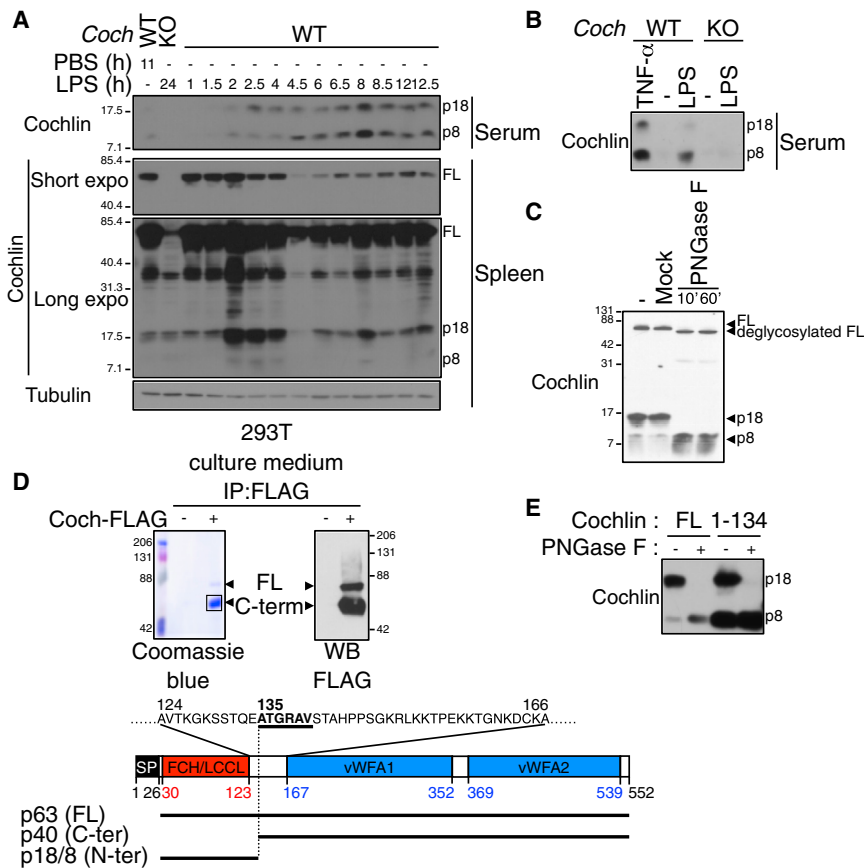 A
Coch WT KO WT
PBS (h) 11 - - - - - - - - - - - - -
LPS (h) - 24 1 1.5 2 2.5 4 4.5 6 6.5 8 8.5 12 12.5
Cochlin
17.5
7.1
p18
p8
Serum
Cochlin
Short expo
85.4
40.4
FL
Long expo
85.4
40.4
31.3
17.5
7.1
FL
p18
p8
Spleen
Tubulin
B
Coch WT KO
TNF-α - LPS - LPS
Cochlin
p18
p8
Serum
C
- Mock PNGase F
10' 60'
131
88
42
31
17
7
Cochlin
FL
deglycosylated FL
p18
p8
D
293T
culture medium
IP:FLAG
Coch-FLAG - + - +
206
131
88
42
FL
C-term
206
131
88
42
Coomassie
blue
WB
FLAG
E
Cochlin : FL 1-134
PNGase F : - + - +
Cochlin
p18
p8
124 135 166
......AVTKGKSSTQEATGRAVSTAHPPSGKRLKKTPEKKTGNKDCKA......
SP FCH/LCCL vWFA1 vWFA2
1 26 30 123 167 352 369 539 552
p63 (FL)
p40 (C-ter)
p18/8 (N-ter)